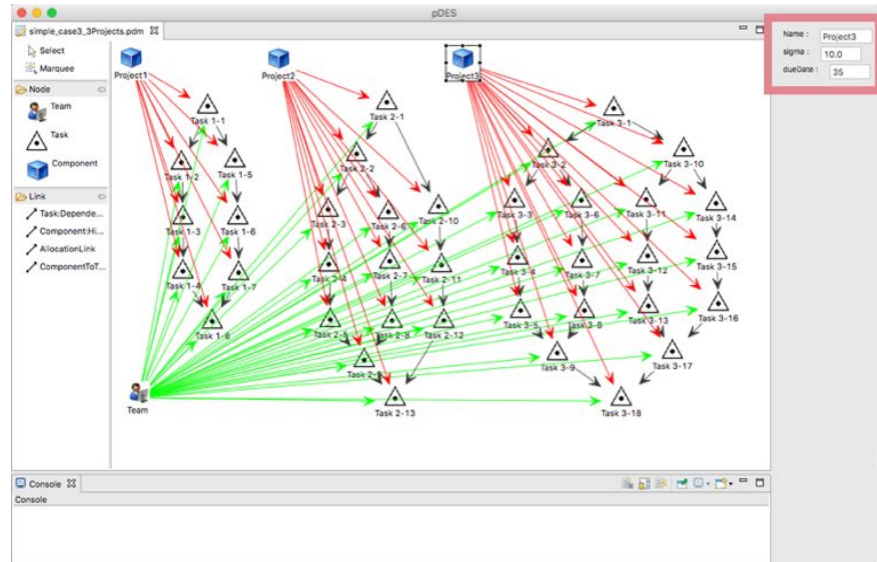 pDES
simple_case3_3Projects.pdm
Select
Marquee
Node
Team
Task
Component
Link
Task:Depende...
Component:Hi...
AllocationLink
ComponentToT...
Project1
Project2
Project3
Task 1-1
Task 1-2
Task 1-5
Task 1-3
Task 1-6
Task 1-4
Task 1-7
Task 1-8
Task 2-1
Task 2-2
Task 2-3
Task 2-6
Task 2-10
Task 2-4
Task 2-7
Task 2-11
Task 2-5
Task 2-8
Task 2-12
Task 2-9
Task 2-13
Task 3-1
Task 3-2
Task 3-10
Task 3-3
Task 3-6
Task 3-11
Task 3-14
Task 3-4
Task 3-7
Task 3-12
Task 3-15
Task 3-5
Task 3-8
Task 3-13
Task 3-16
Task 3-9
Task 3-17
Task 3-18
Team
Name : Project3
sigma : 10.0
dueDate : 35
Console
Console